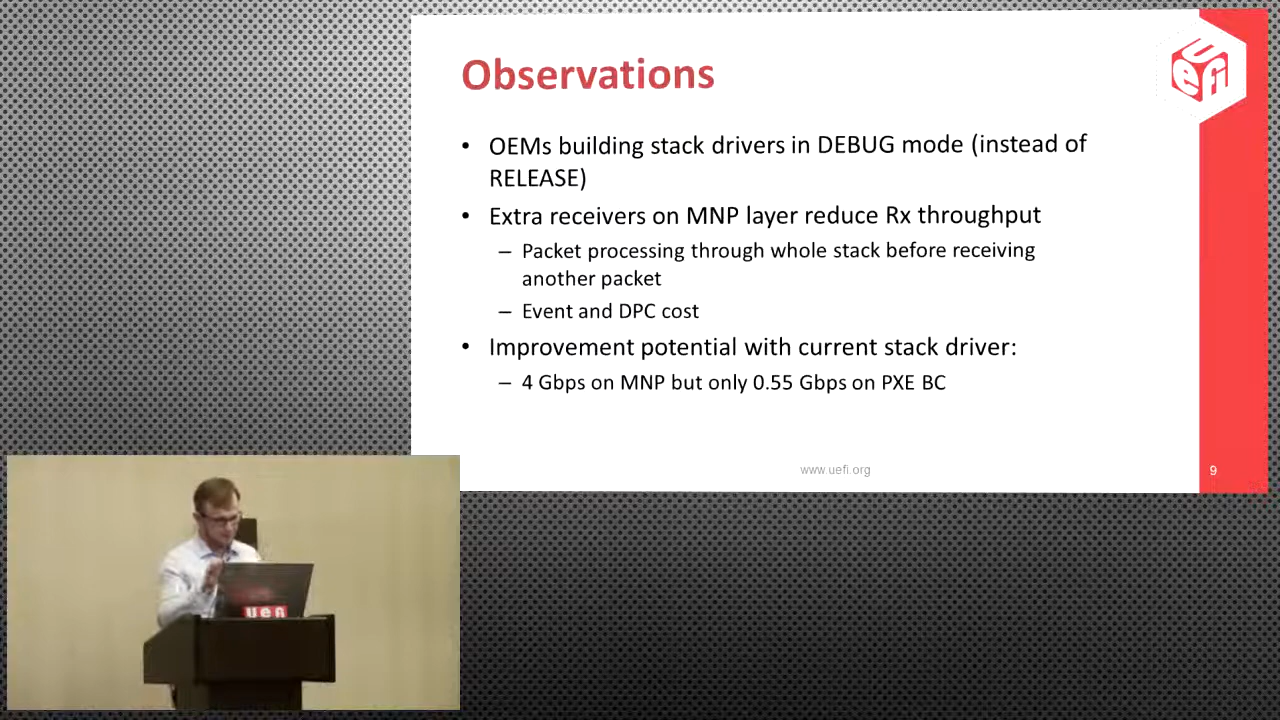 Observations
UEFI
• OEMs building stack drivers in DEBUG mode (instead of
RELEASE)
• Extra receivers on MNP layer reduce Rx throughput
– Packet processing through whole stack before receiving
another packet
– Event and DPC cost
• Improvement potential with current stack driver:
– 4 Gbps on MNP but only 0.55 Gbps on PXE BC
www.uefi.org
9
UEFI